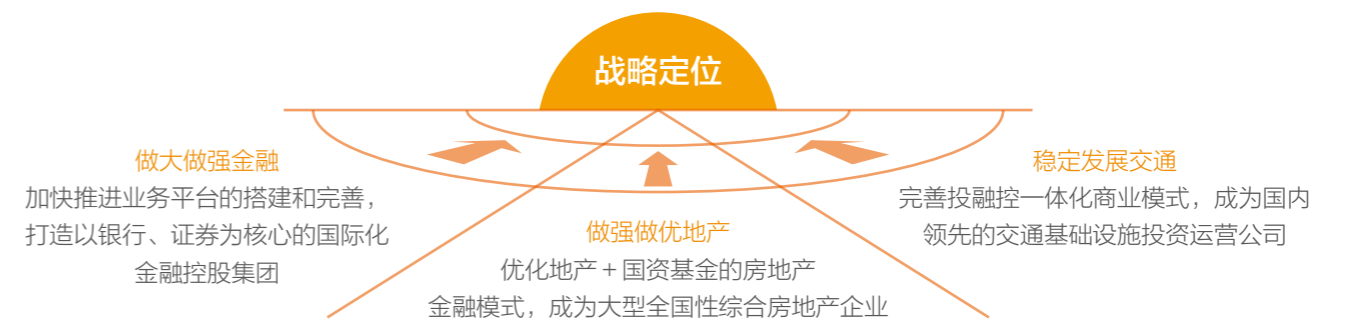 战略定位
做大做强金融
加快推进业务平台的搭建和完善，
打造以银行、证券为核心的国际化
金融控股集团
做强做优地产
优化地产＋国资基金的房地产
金融模式，成为大型全国性综合房地产企业
稳定发展交通
完善投融控一体化商业模式，成为国内
领先的交通基础设施投资运营公司